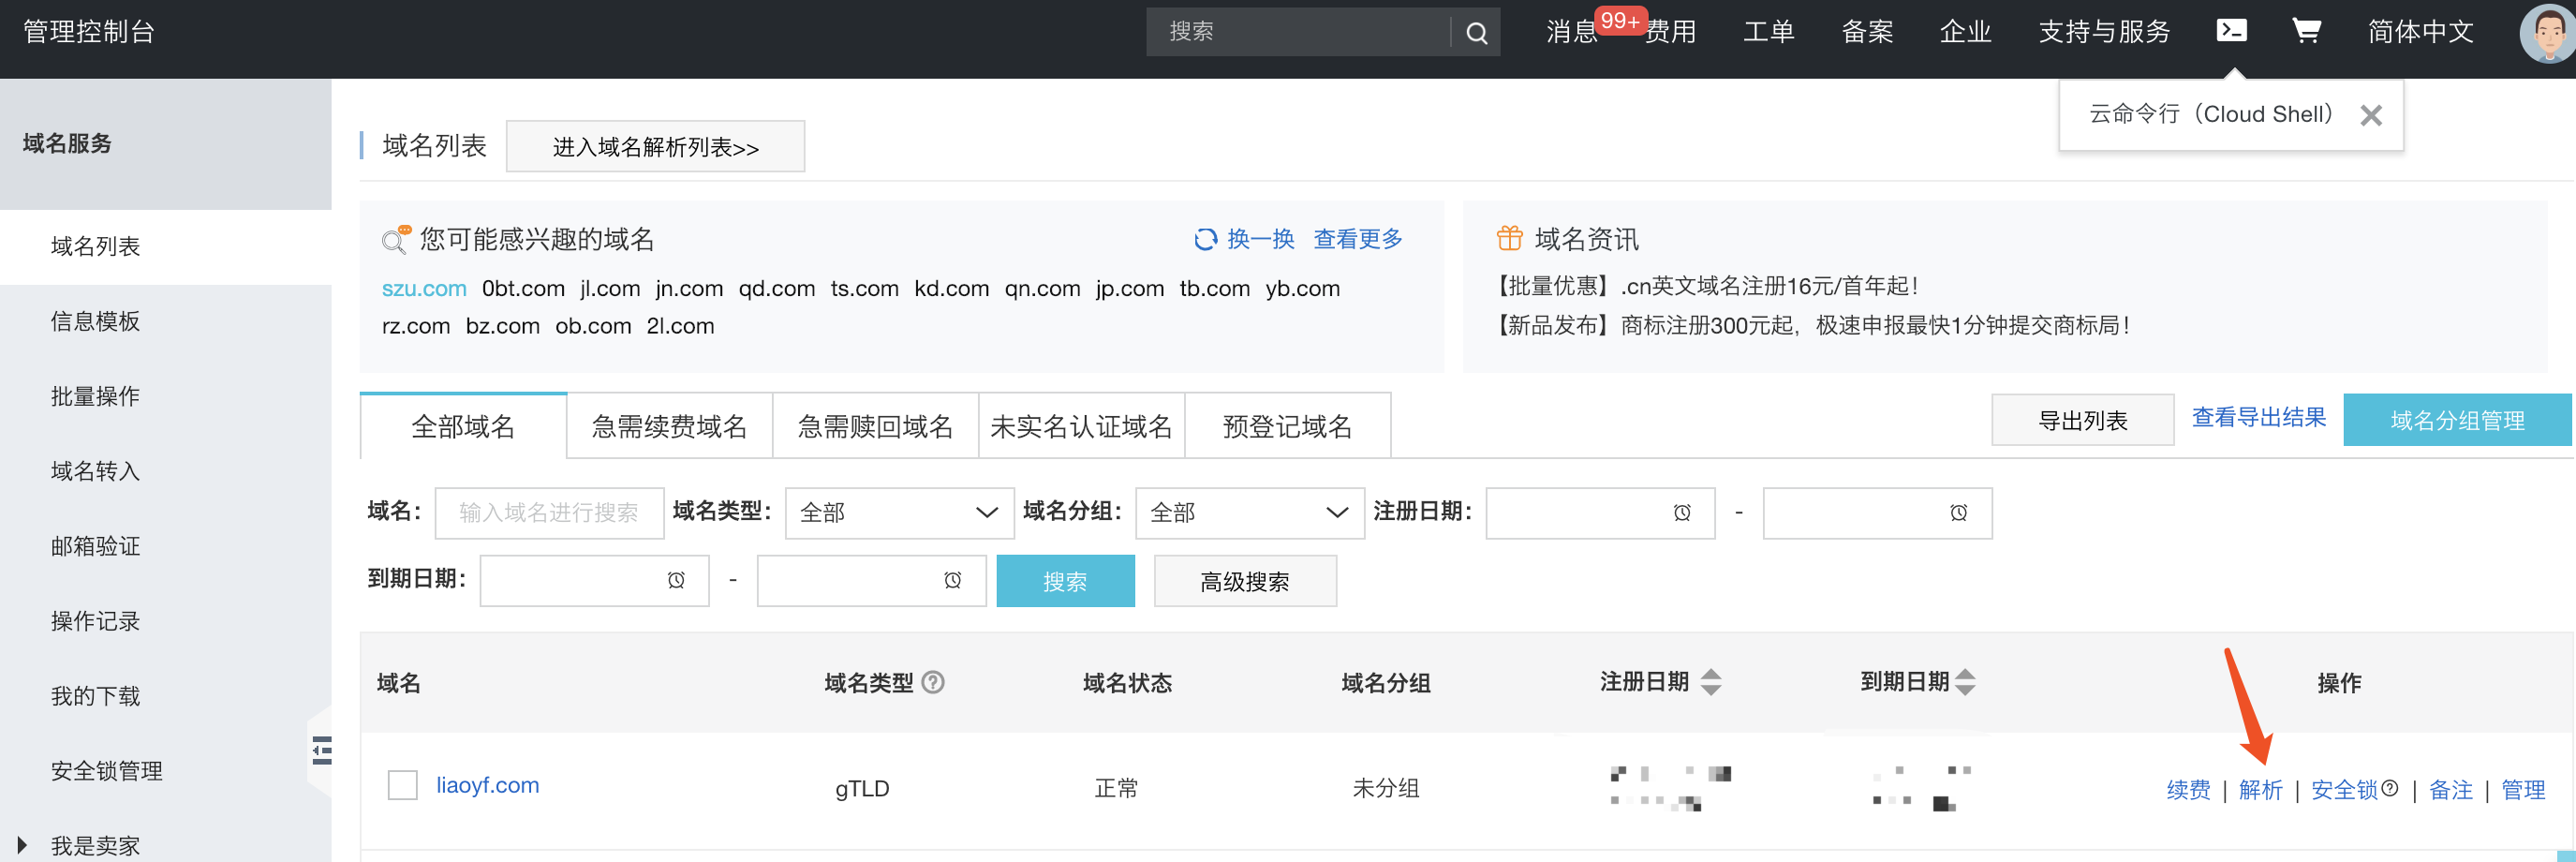 管理控制台 搜索 消息 99+ 费用 工单 备案 企业 支持与服务 简体中文
云命令行（Cloud Shell）
域名服务
域名列表
信息模板
批量操作
域名转入
邮箱验证
操作记录
我的下载
安全锁管理
我是卖家
域名列表 进入域名解析列表>>
您可能感兴趣的域名 换一换 查看更多
szu.com 0bt.com jl.com jn.com qd.com ts.com kd.com qn.com jp.com tb.com yb.com
rz.com bz.com ob.com 2l.com
域名资讯
【批量优惠】.cn英文域名注册16元/首年起！
【新品发布】商标注册300元起，极速申报最快1分钟提交商标局！
全部域名 急需续费域名 急需赎回域名 未实名认证域名 预登记域名 导出列表 查看导出结果 域名分组管理
域名： 输入域名进行搜索 域名类型： 全部 域名分组： 全部 注册日期： -
到期日期： - 搜索 高级搜索
域名 域名类型 ? 域名状态 域名分组 注册日期 到期日期 操作
liaoyf.com gTLD 正常 未分组 续费 | 解析 | 安全锁? | 备注 | 管理